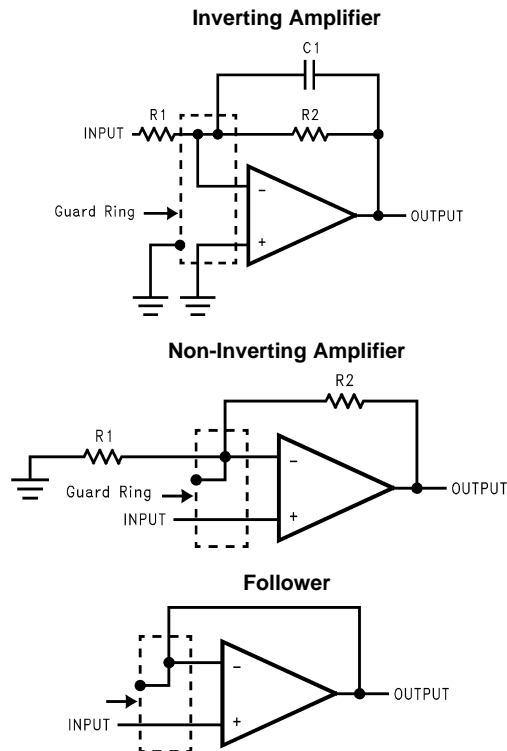 Inverting Amplifier
C1
R1
R2
INPUT
−
Guard Ring
OUTPUT
+
Non-Inverting Amplifier
R2
R1
−
Guard Ring
OUTPUT
INPUT
+
Follower
−
OUTPUT
INPUT
+